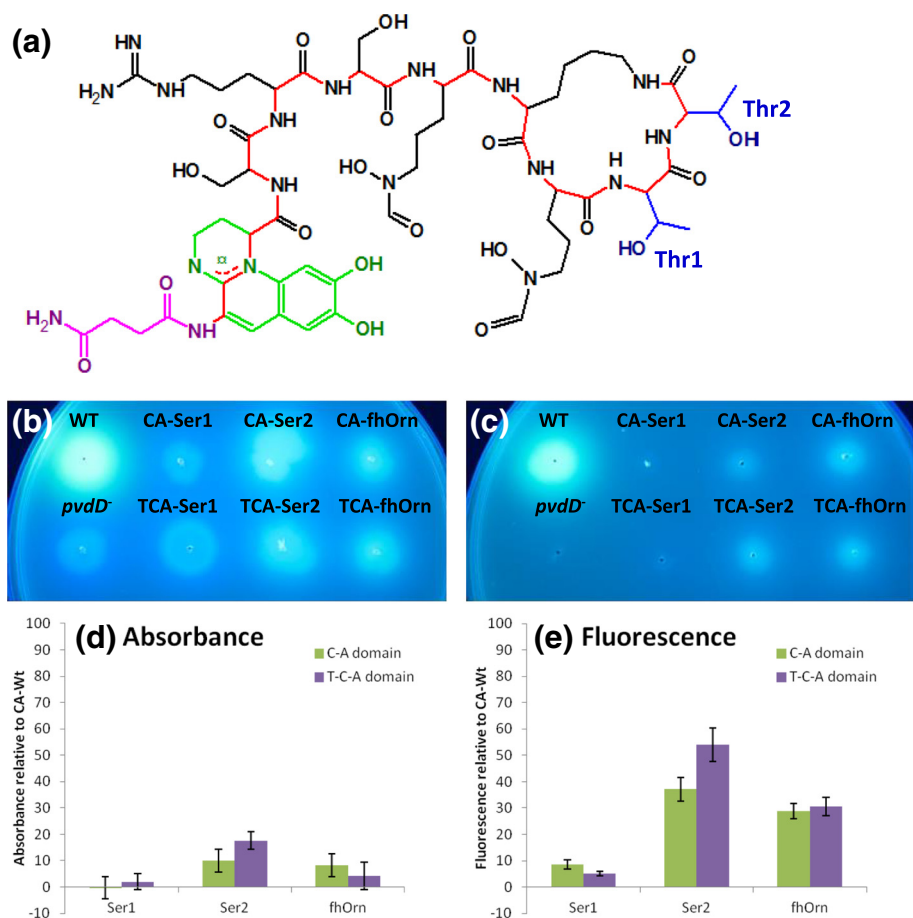 (a)
OH
NH
O
H₂N
NH
NH
O
NH
O
NH
O
NH
O
NH
O
HO
NH
O
HO
N
O
O
NH
NH
H
N
O
O
Thr2
OH
HO
Thr1
HO
N
O
N
¤
N
OH
OH
O
H₂N
O
NH
(b)
WT CA-Ser1 CA-Ser2 CA-fhOrn
pvdD⁻ TCA-Ser1 TCA-Ser2 TCA-fhOrn
(c)
WT CA-Ser1 CA-Ser2 CA-fhOrn
pvdD⁻ TCA-Ser1 TCA-Ser2 TCA-fhOrn
(d) Absorbance
Absorbance relative to CA-Wt
100
90
80
70
60
50
40
30
20
10
0
-10
C-A domain
T-C-A domain
Ser1 Ser2 fhOrn
(e) Fluorescence
Fluorescence relative to CA-Wt
100
90
80
70
60
50
40
30
20
10
0
-10
C-A domain
T-C-A domain
Ser1 Ser2 fhOrn